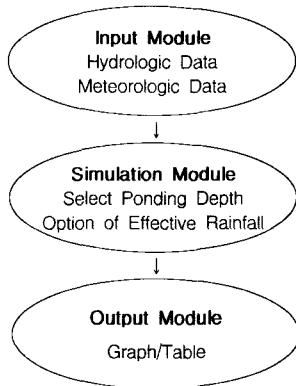 Input Module
Hydrologic Data
Meteorologic Data
Simulation Module
Select Ponding Depth
Option of Effective Rainfall
Output Module
Graph/Table